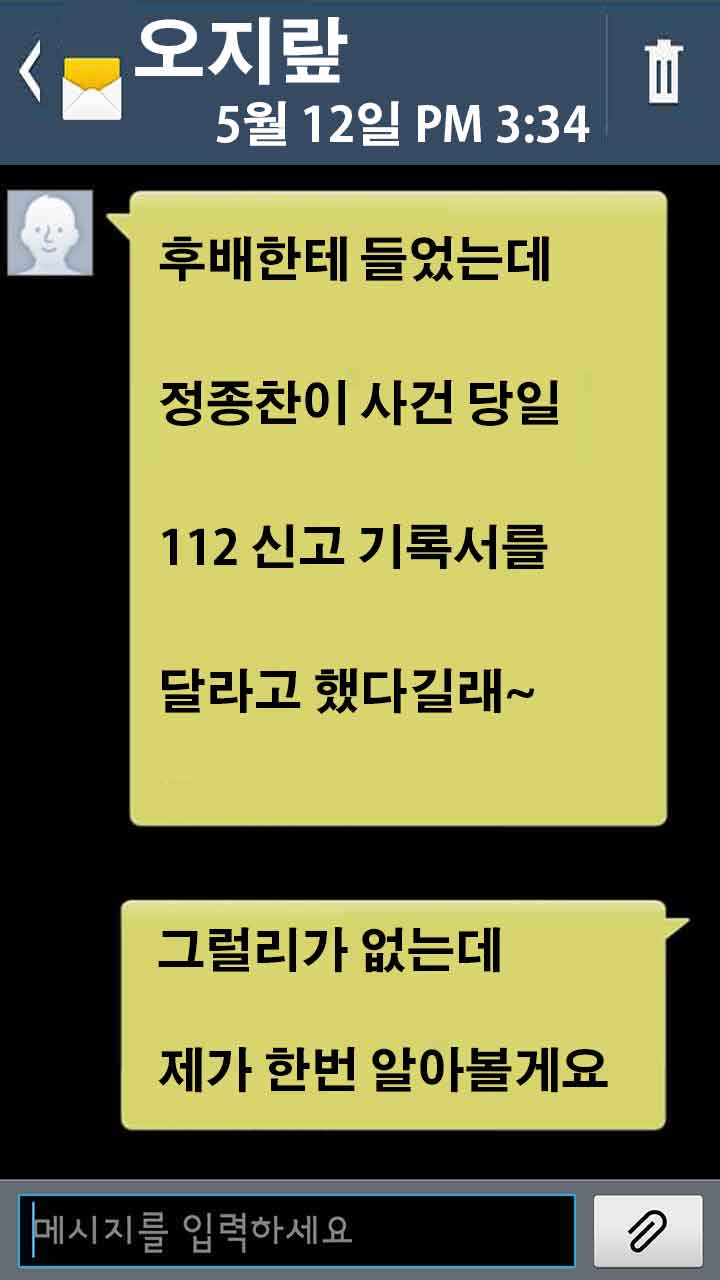 오지랖
5월 12일 PM 3:34
후배한테 들었는데
정종찬이 사건 당일
112 신고 기록서를
달라고 했다길래~
그럴리가 없는데
제가 한번 알아볼게요
메시지를 입력하세요